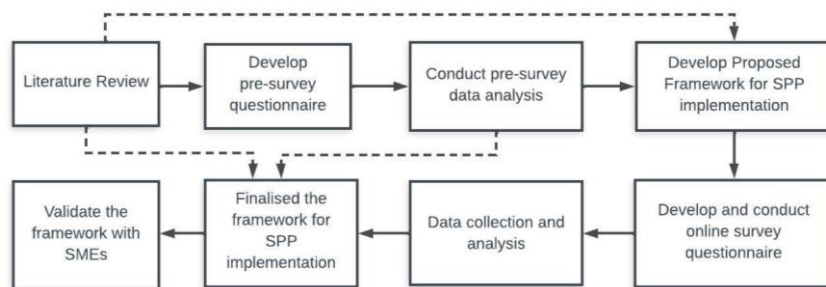 Literature Review
Develop
pre-survey
questionnaire
Conduct pre-survey
data analysis
Develop Proposed
Framework for SPP
implementation
Validate the
framework with
SMEs
Finalised the
framework for
SPP
implementation
Data collection and
analysis
Develop and conduct
online survey
questionnaire